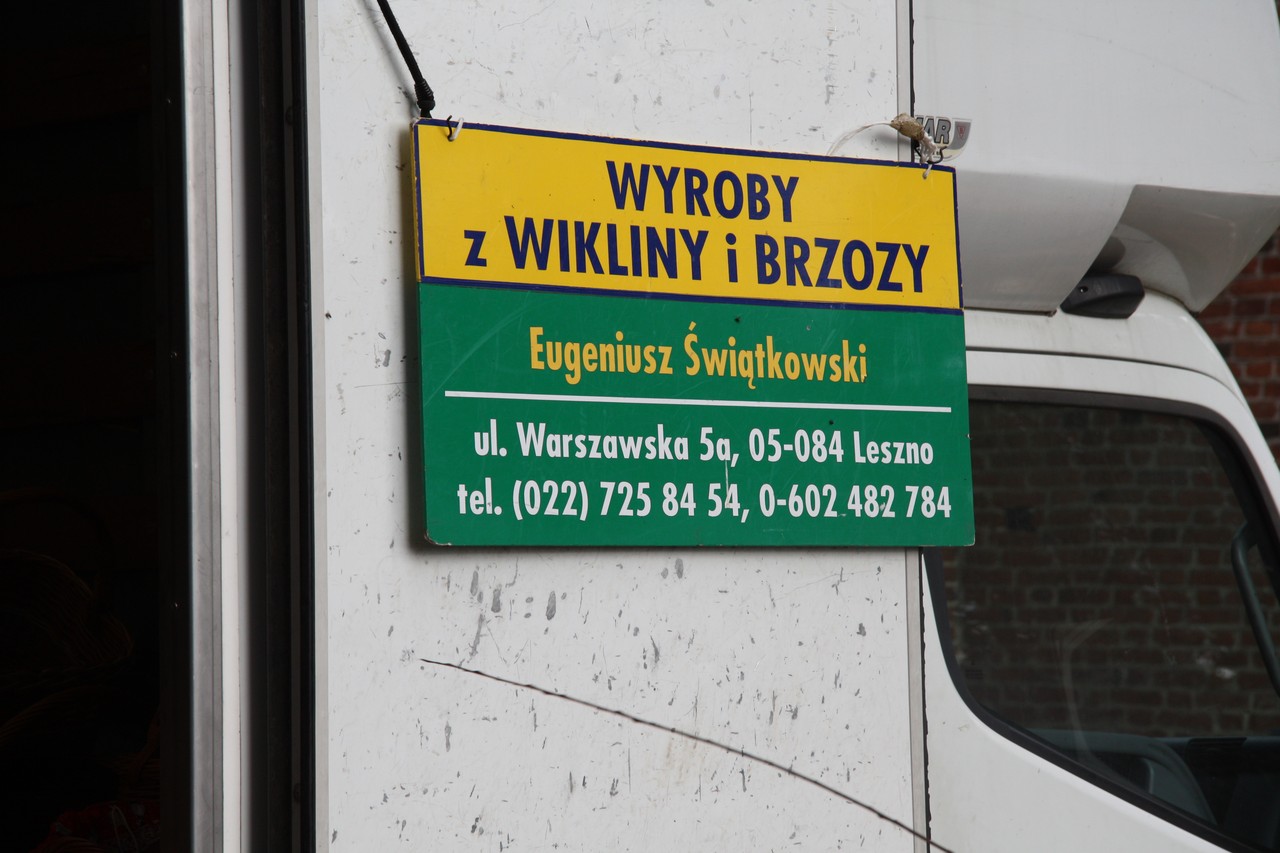 WYROBY
z WIKLINY i BRZOZY
Eugeniusz Świątkowski
ul. Warszawska 5a, 05-084 Leszno
tel. (022) 725 84 54, 0-602 482 784